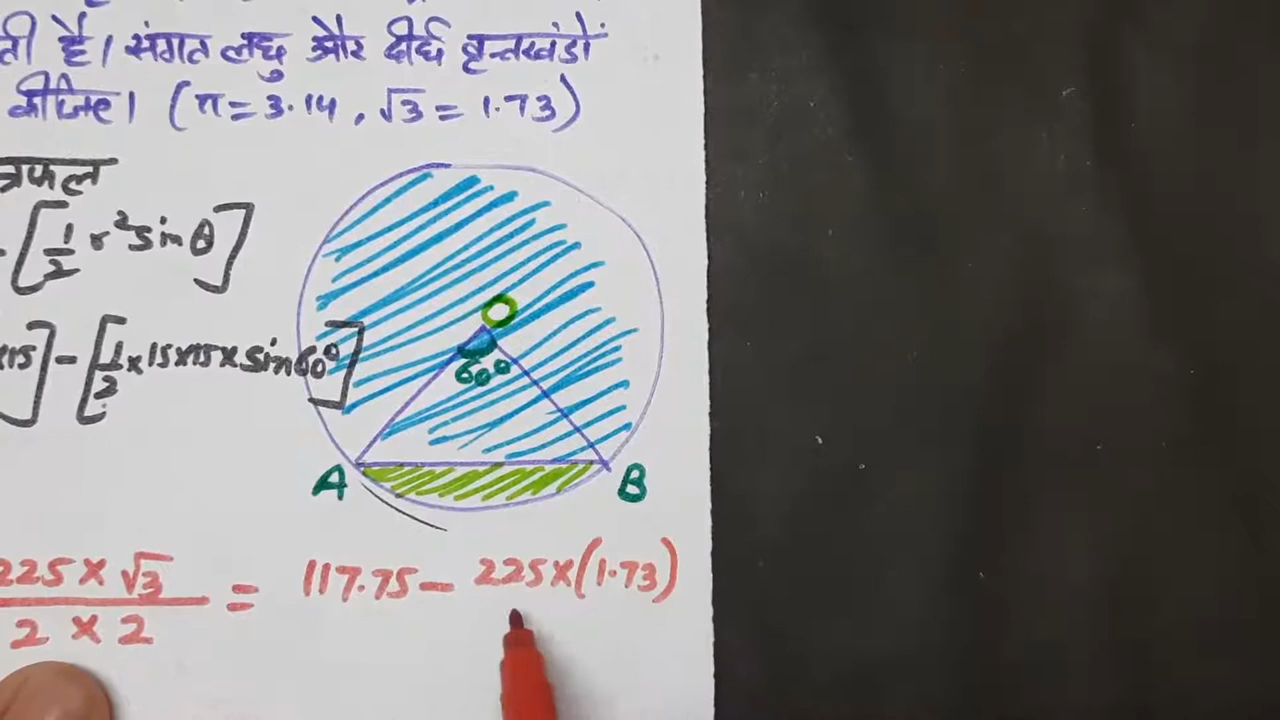 ती है। संगत लघु और दीर्घ वृत्तखंडों
कीजिए। (π = 3.14, √3 = 1.73)
त्रफल
- [1/2 r² sin θ]
×15] - [1/2 × 15×15× sin 60°]
O
60°
A
B
225 × √3 / 2 × 2 = 117.75 - 225×(1.73)